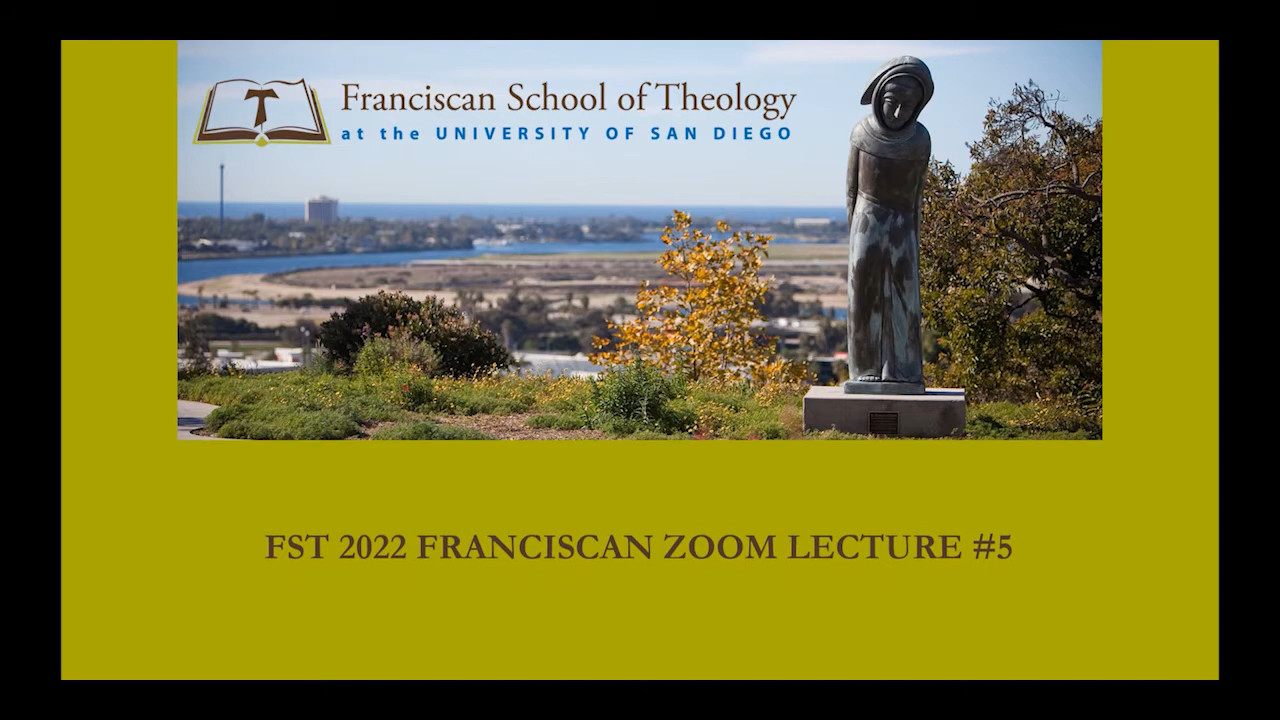 Franciscan School of Theology
at the UNIVERSITY OF SAN DIEGO
FST 2022 FRANCISCAN ZOOM LECTURE #5